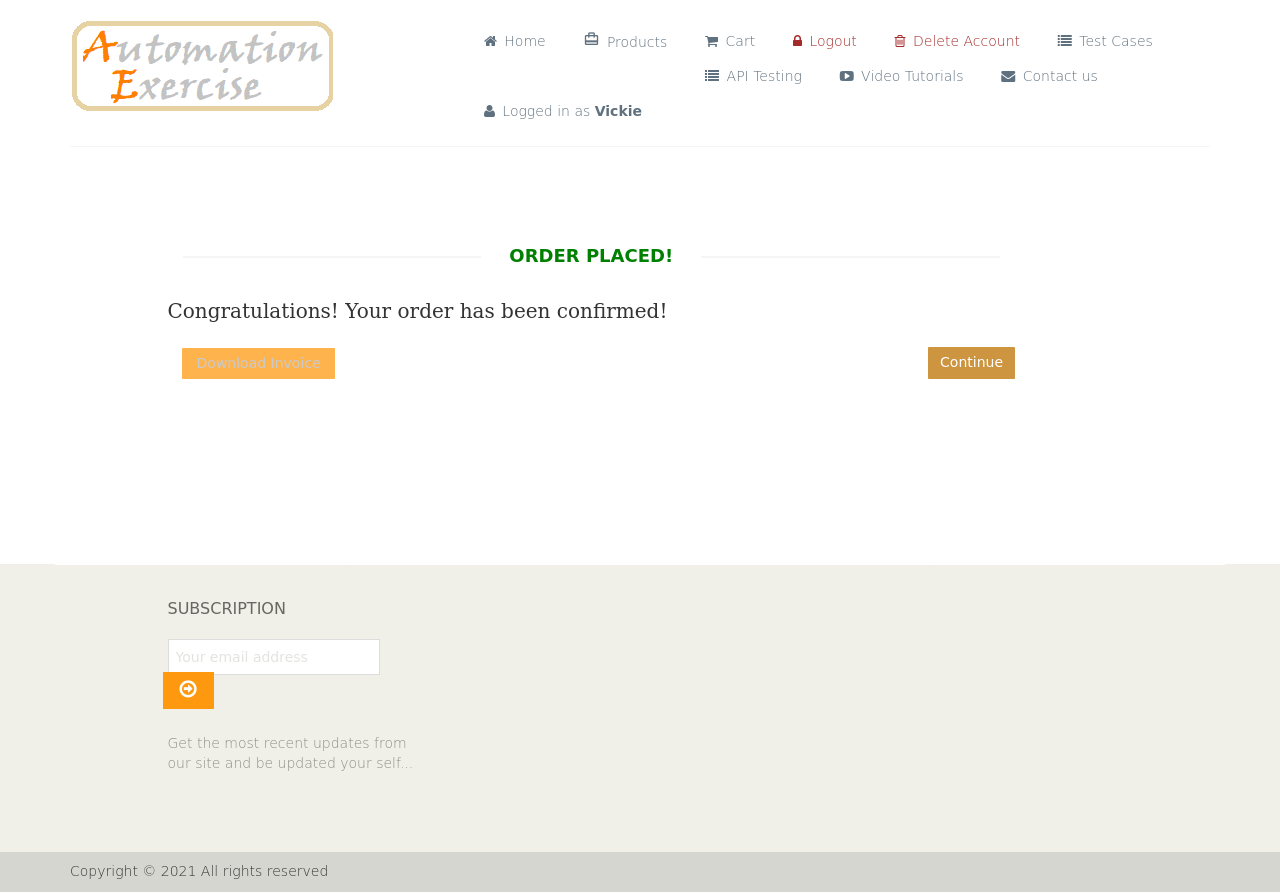 Automation
Exercise
Home
Products
Cart
Logout
Delete Account
Test Cases
API Testing
Video Tutorials
Contact us
Logged in as Vickie
ORDER PLACED!
Congratulations! Your order has been confirmed!
Download Invoice
Continue
SUBSCRIPTION
Your email address
Get the most recent updates from
our site and be updated your self...
Copyright © 2021 All rights reserved